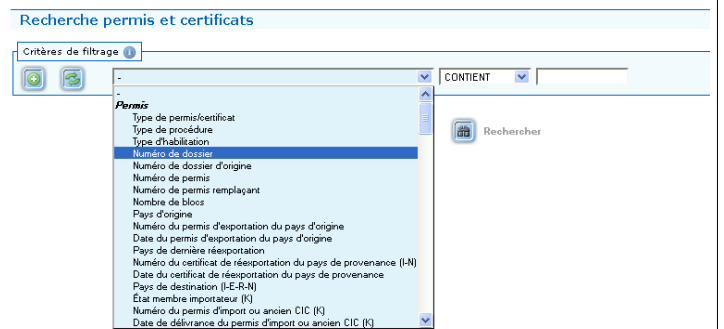 Recherche permis et certificats
Critères de filtrage
-
CONTIENT
-
Permis
Type de permis/certificat
Type de procédure
Type d'habilitation
Numéro de dossier
Numéro de dossier d'origine
Numéro de permis
Numéro de permis remplaçant
Nombre de blocs
Pays d'origine
Numéro du permis d'exportation du pays d'origine
Date du permis d'exportation du pays d'origine
Pays de dernière réexportation
Numéro du certificat de réexportation du pays de provenance (I-N)
Date du certificat de réexportation du pays de provenance
Pays de destination (I-E-R-N)
État membre importateur (K)
Numéro du permis d'import ou ancien CIC (K)
Date de délivrance du permis d'import ou ancien CIC (K)
Rechercher